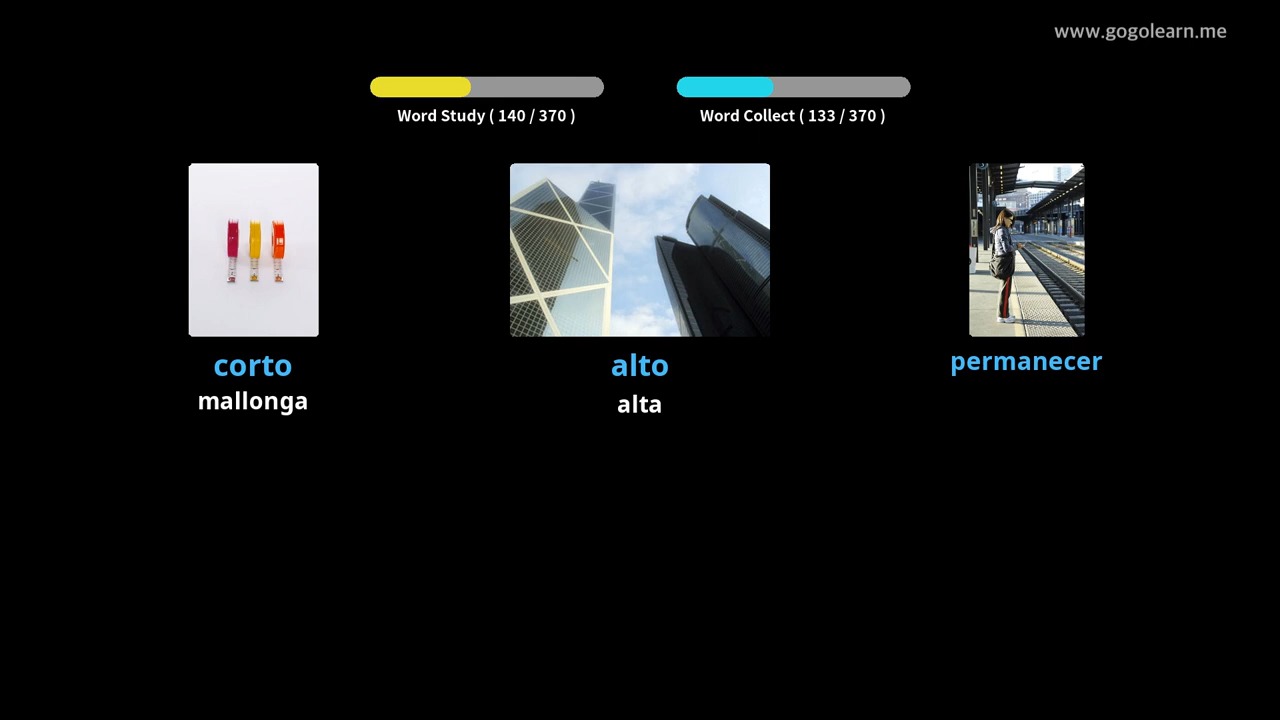 www.gogolearn.me
Word Study ( 140 / 370 )
Word Collect ( 133 / 370 )
corto
mallonga
alto
alta
permanecer